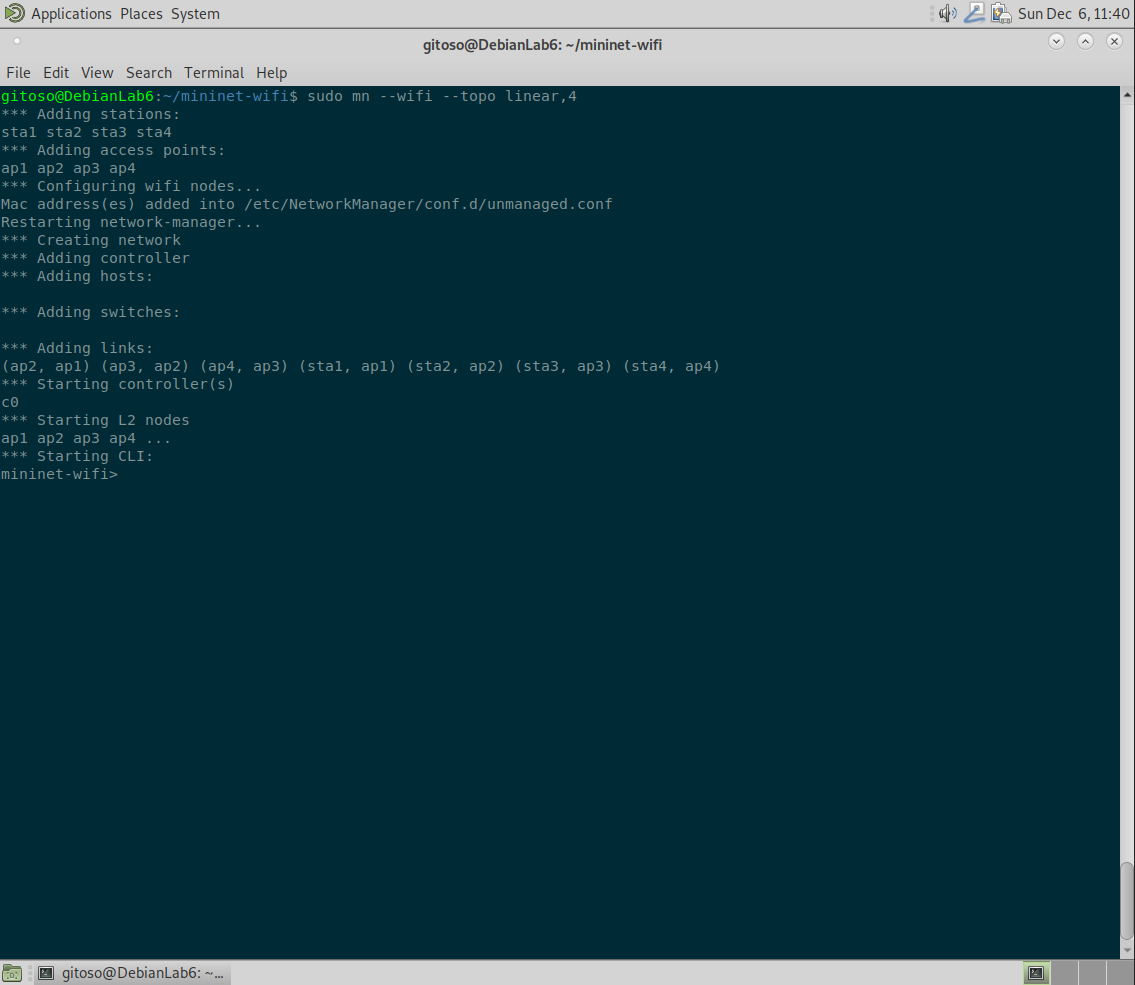 Applications Places System
Sun Dec 6, 11:40
gitoso@DebianLab6: ~/mininet-wifi
File Edit View Search Terminal Help
gitoso@DebianLab6:~/mininet-wifi$ sudo mn --wifi --topo linear,4
*** Adding stations:
sta1 sta2 sta3 sta4
*** Adding access points:
ap1 ap2 ap3 ap4
*** Configuring wifi nodes...
Mac address(es) added into /etc/NetworkManager/conf.d/unmanaged.conf
Restarting network-manager...
*** Creating network
*** Adding controller
*** Adding hosts:
*** Adding switches:
*** Adding links:
(ap2, ap1) (ap3, ap2) (ap4, ap3) (sta1, ap1) (sta2, ap2) (sta3, ap3) (sta4, ap4)
*** Starting controller(s)
c0
*** Starting L2 nodes
ap1 ap2 ap3 ap4 ...
*** Starting CLI:
mininet-wifi>
gitoso@DebianLab6: ~...